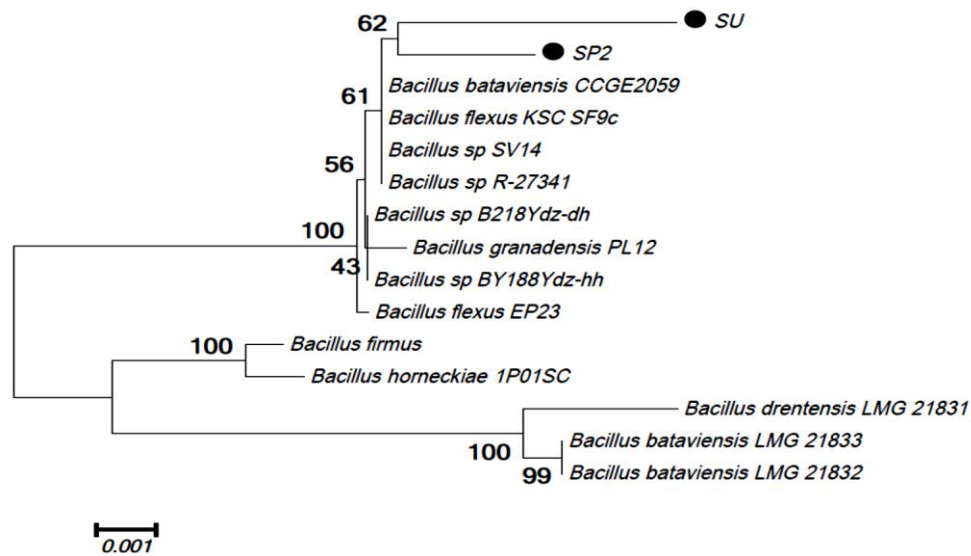 62
SU
SP2
Bacillus bataviensis CCGE2059
61
Bacillus flexus KSC SF9c
Bacillus sp SV14
56
Bacillus sp R-27341
Bacillus sp B218Ydz-dh
100
Bacillus granadensis PL12
43
Bacillus sp BY188Ydz-hh
Bacillus flexus EP23
100
Bacillus firmus
Bacillus horneckiae 1P01SC
Bacillus drentensis LMG 21831
100
Bacillus bataviensis LMG 21833
99
Bacillus bataviensis LMG 21832
0.001